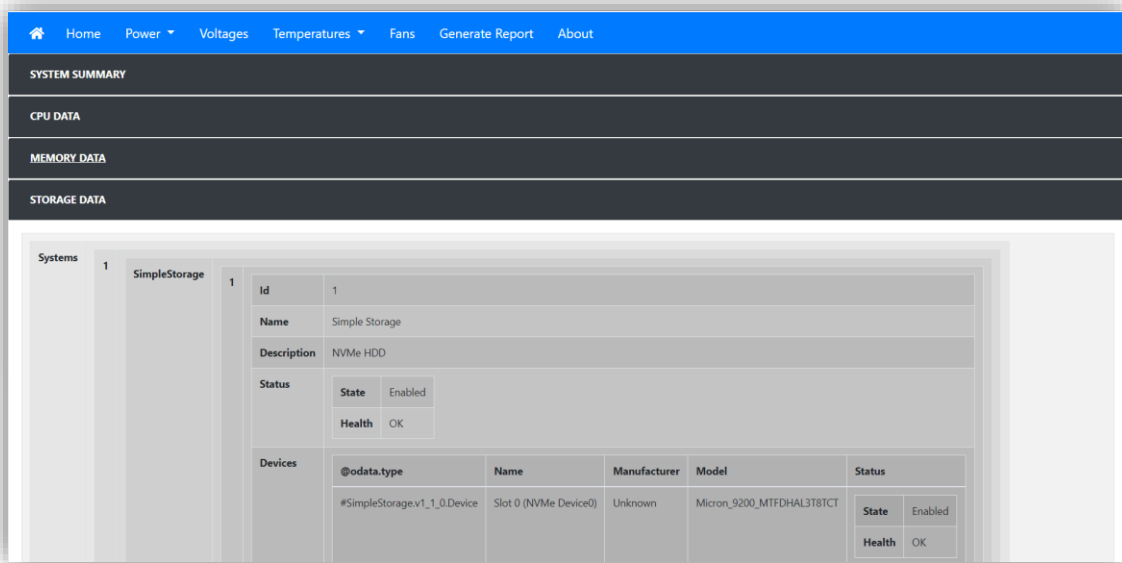 Home Power Voltages Temperatures Fans Generate Report About
SYSTEM SUMMARY
CPU DATA
MEMORY DATA
STORAGE DATA
Systems 1 SimpleStorage 1 Id 1
Name Simple Storage
Description NVMe HDD
Status State Enabled
Health OK
Devices @odata.type Name Manufacturer Model Status
#SimpleStorage.v1_1_0.Device Slot 0 (NVMe Device0) Unknown Micron_9200_MTFDHAL3T8TCT State Enabled
Health OK